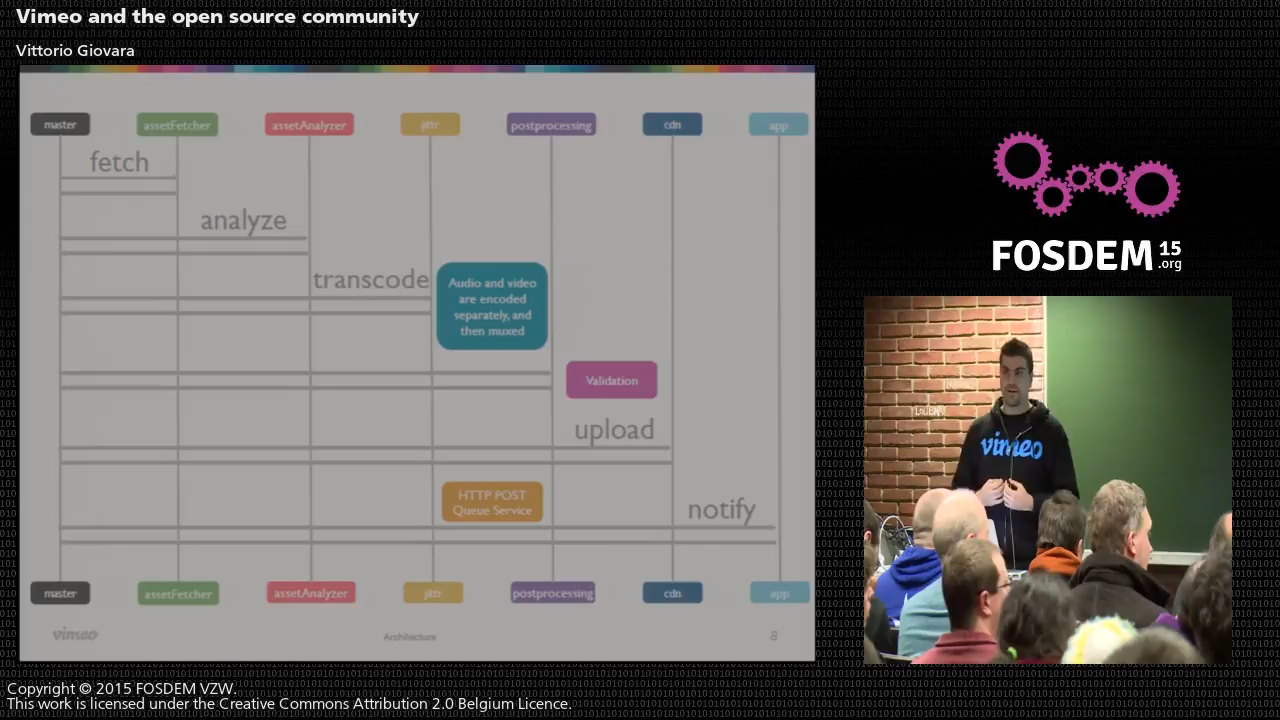 Vimeo and the open source community
Vittorio Giovara
master assetFetcher assetAnalyzer jittr postprocessing cdn app
fetch
analyze
transcode
Audio and video
are encoded
separately, and
then muxed
Validation
upload
HTTP POST
Queue Service
notify
master assetFetcher assetAnalyzer jittr postprocessing cdn app
vimeo Architecture 8
FOSDEM 15 .org
vimeo
Copyright © 2015 FOSDEM VZW.
This work is licensed under the Creative Commons Attribution 2.0 Belgium Licence.